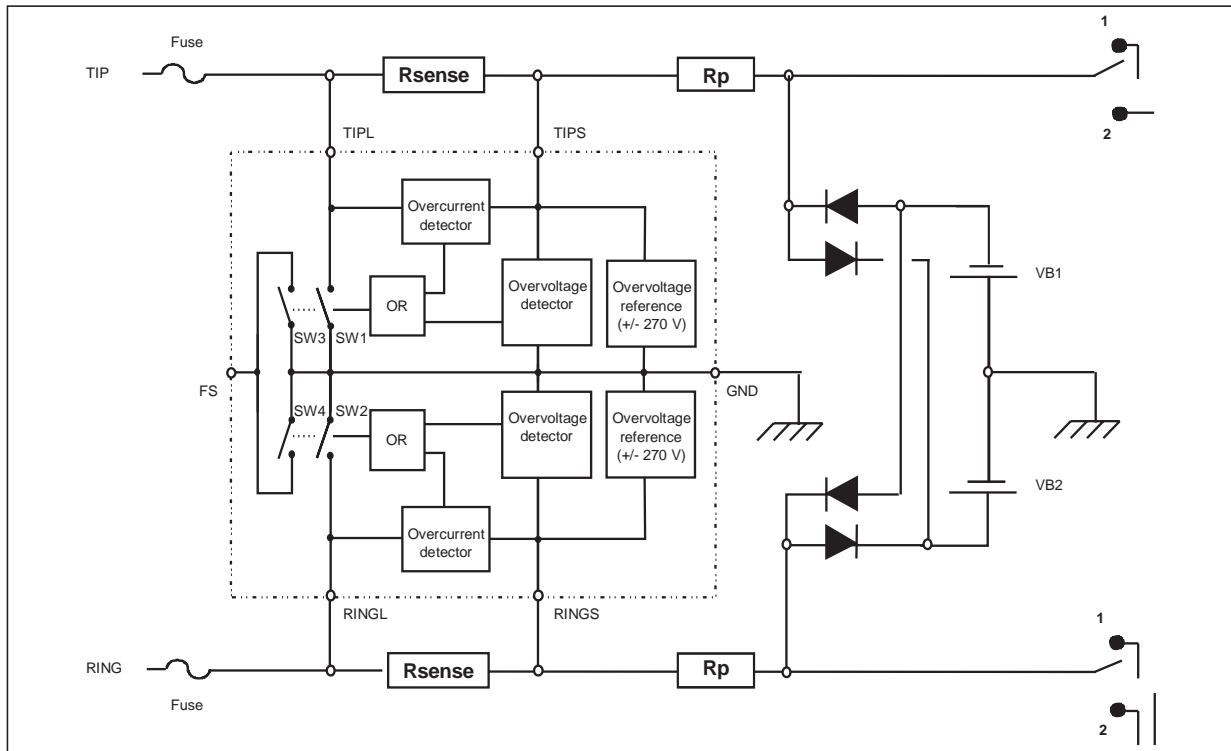 1
Fuse
TIP
Rsense
Rp
2
TIPL
TIPS
Overcurrent
detector
OR
Overvoltage
detector
Overvoltage
reference
(+/- 270 V)
VB1
SW3
SW1
FS
GND
SW4
SW2
OR
Overvoltage
detector
Overvoltage
reference
(+/- 270 V)
VB2
Overcurrent
detector
RINGL
RINGS
1
RING
Rsense
Rp
Fuse
2